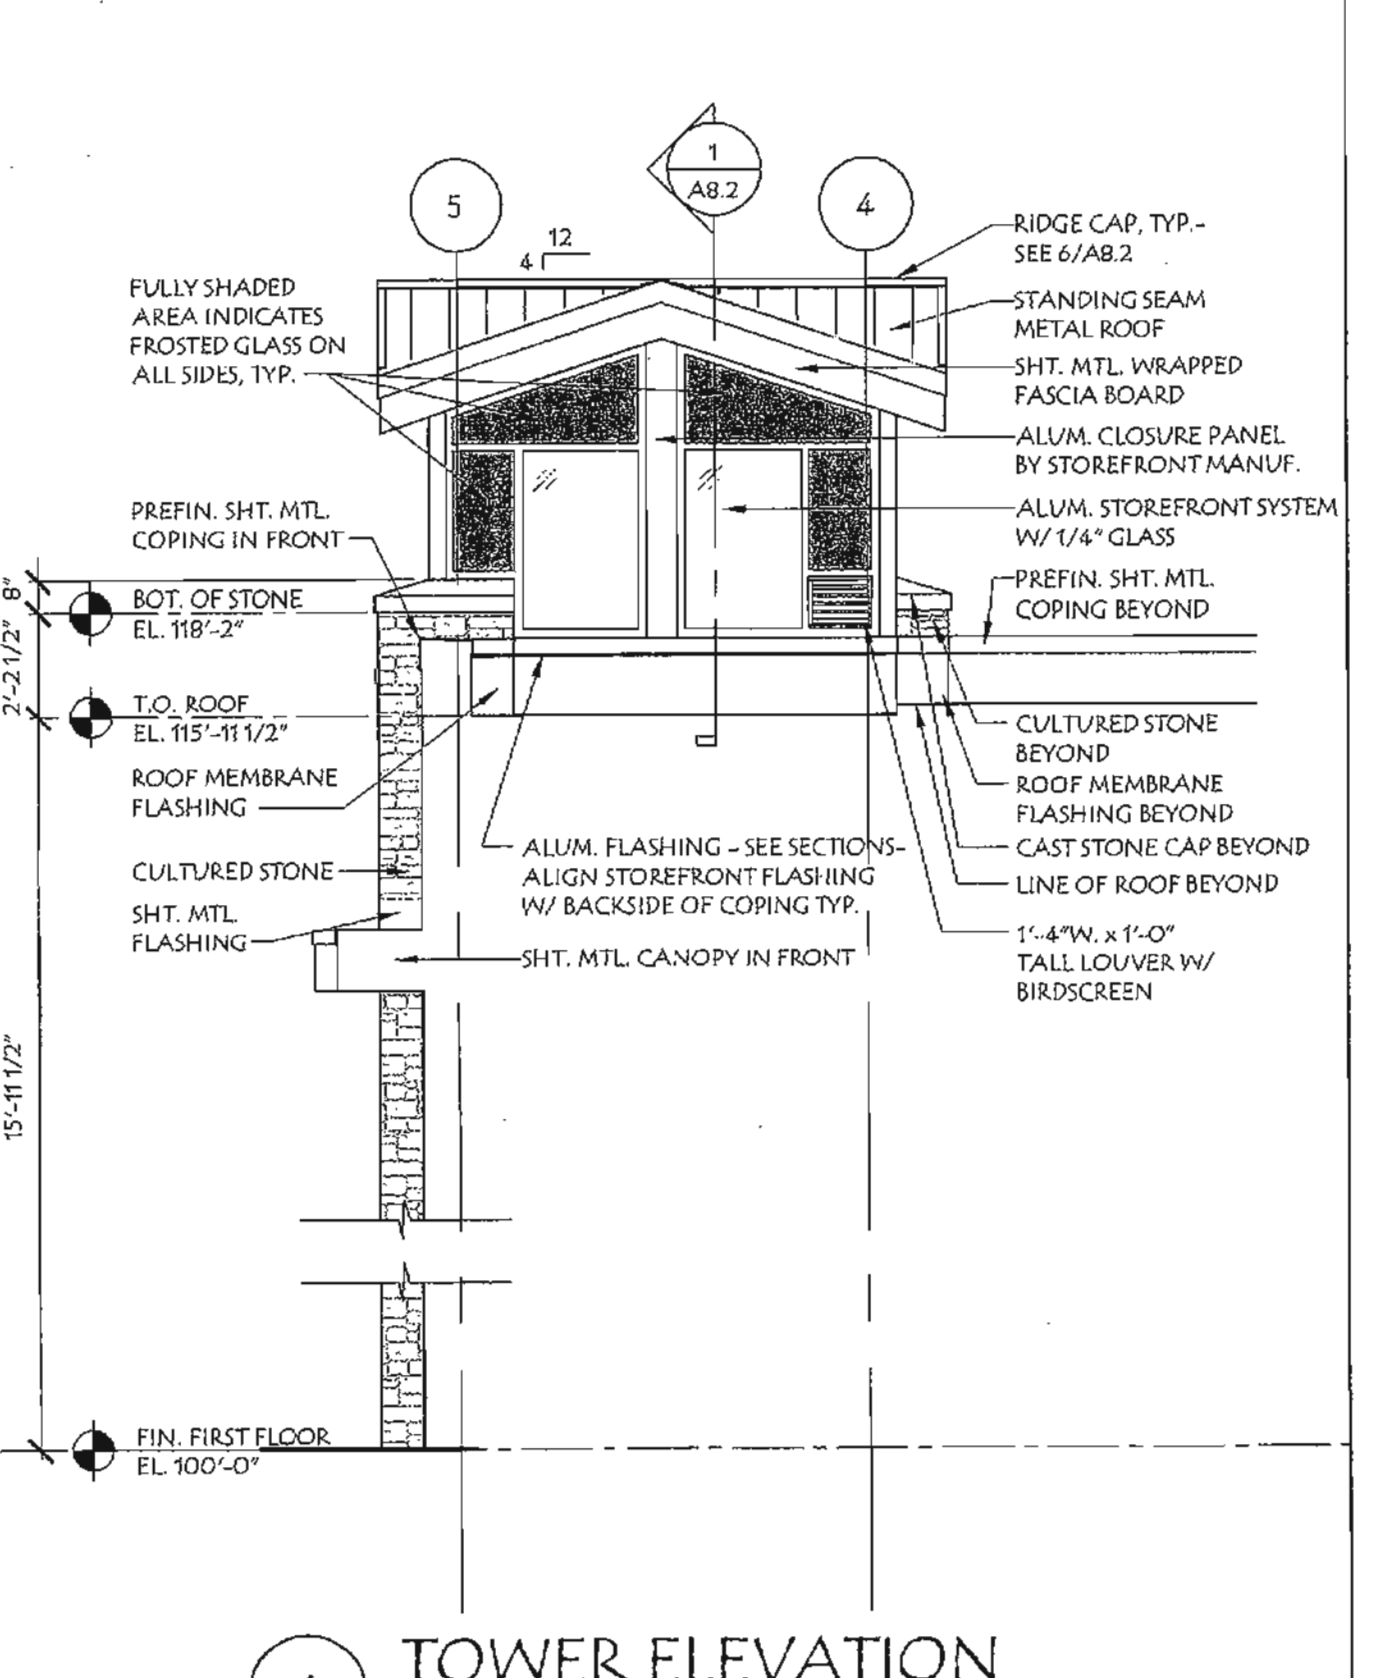 1
A8.2
5
4
12
4
RIDGE CAP, TYP.-
SEE 6/A8.2
FULLY SHADED
AREA INDICATES
FROSTED GLASS ON
ALL SIDES, TYP.
STANDING SEAM
METAL ROOF
SHT. MTL. WRAPPED
FASCIA BOARD
ALUM. CLOSURE PANEL
BY STOREFRONT MANUF.
PREFIN. SHT. MTL.
COPING IN FRONT
ALUM. STOREFRONT SYSTEM
W/ 1/4" GLASS
PREFIN. SHT. MTL.
COPING BEYOND
8"
BOT. OF STONE
EL. 118'-2"
2'-2 1/2"
T.O. ROOF
EL. 115'-11 1/2"
CULTURED STONE
BEYOND
ROOF MEMBRANE
FLASHING
ROOF MEMBRANE
FLASHING BEYOND
ALUM. FLASHING - SEE SECTIONS-
ALIGN STOREFRONT FLASHING
W/ BACKSIDE OF COPING TYP.
CAST STONE CAP BEYOND
CULTURED STONE
LINE OF ROOF BEYOND
SHT. MTL.
FLASHING
SHT. MTL. CANOPY IN FRONT
1'-4"W. x 1'-0"
TALL LOUVER W/
BIRDSCREEN
15'-11 1/2"
FIN. FIRST FLOOR
EL. 100'-0"
TOWER ELEVATION